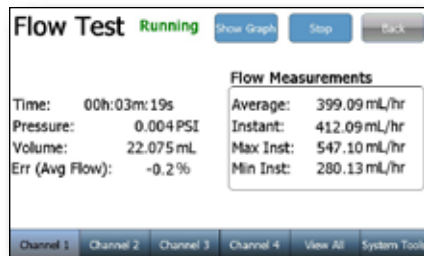 Flow Test Running Show Graph Stop Back
Flow Measurements
Time: 00h:03m:19s
Pressure: 0.004 PSI
Volume: 22.075 mL
Err (Avg Flow): -0.2 %
Average: 399.09 mL/hr
Instant: 412.09 mL/hr
Max Inst: 547.10 mL/hr
Min Inst: 280.13 mL/hr
Channel 1 Channel 2 Channel 3 Channel 4 View All System Tools